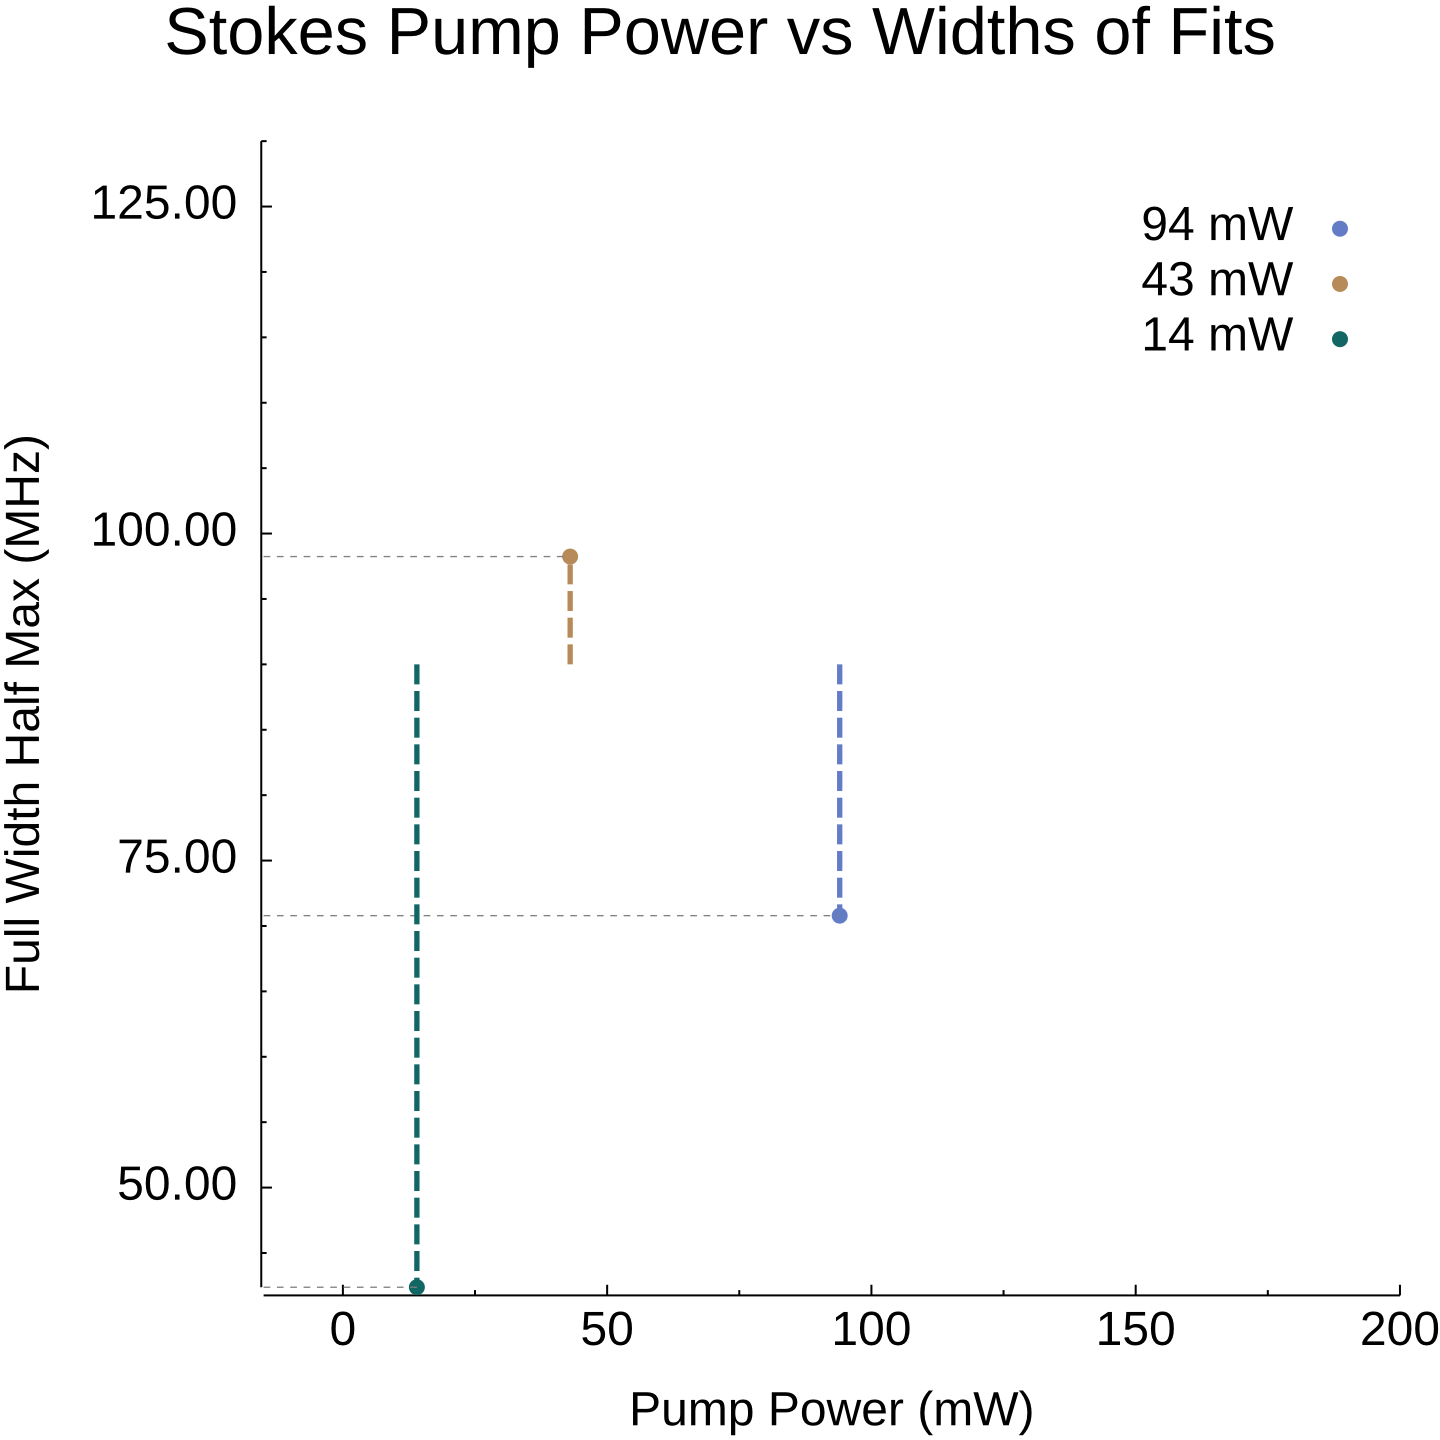 Stokes Pump Power vs Widths of Fits
125.00
100.00
75.00
50.00
Full Width Half Max (MHz)
94 mW
43 mW
14 mW
0 50 100 150 200
Pump Power (mW)